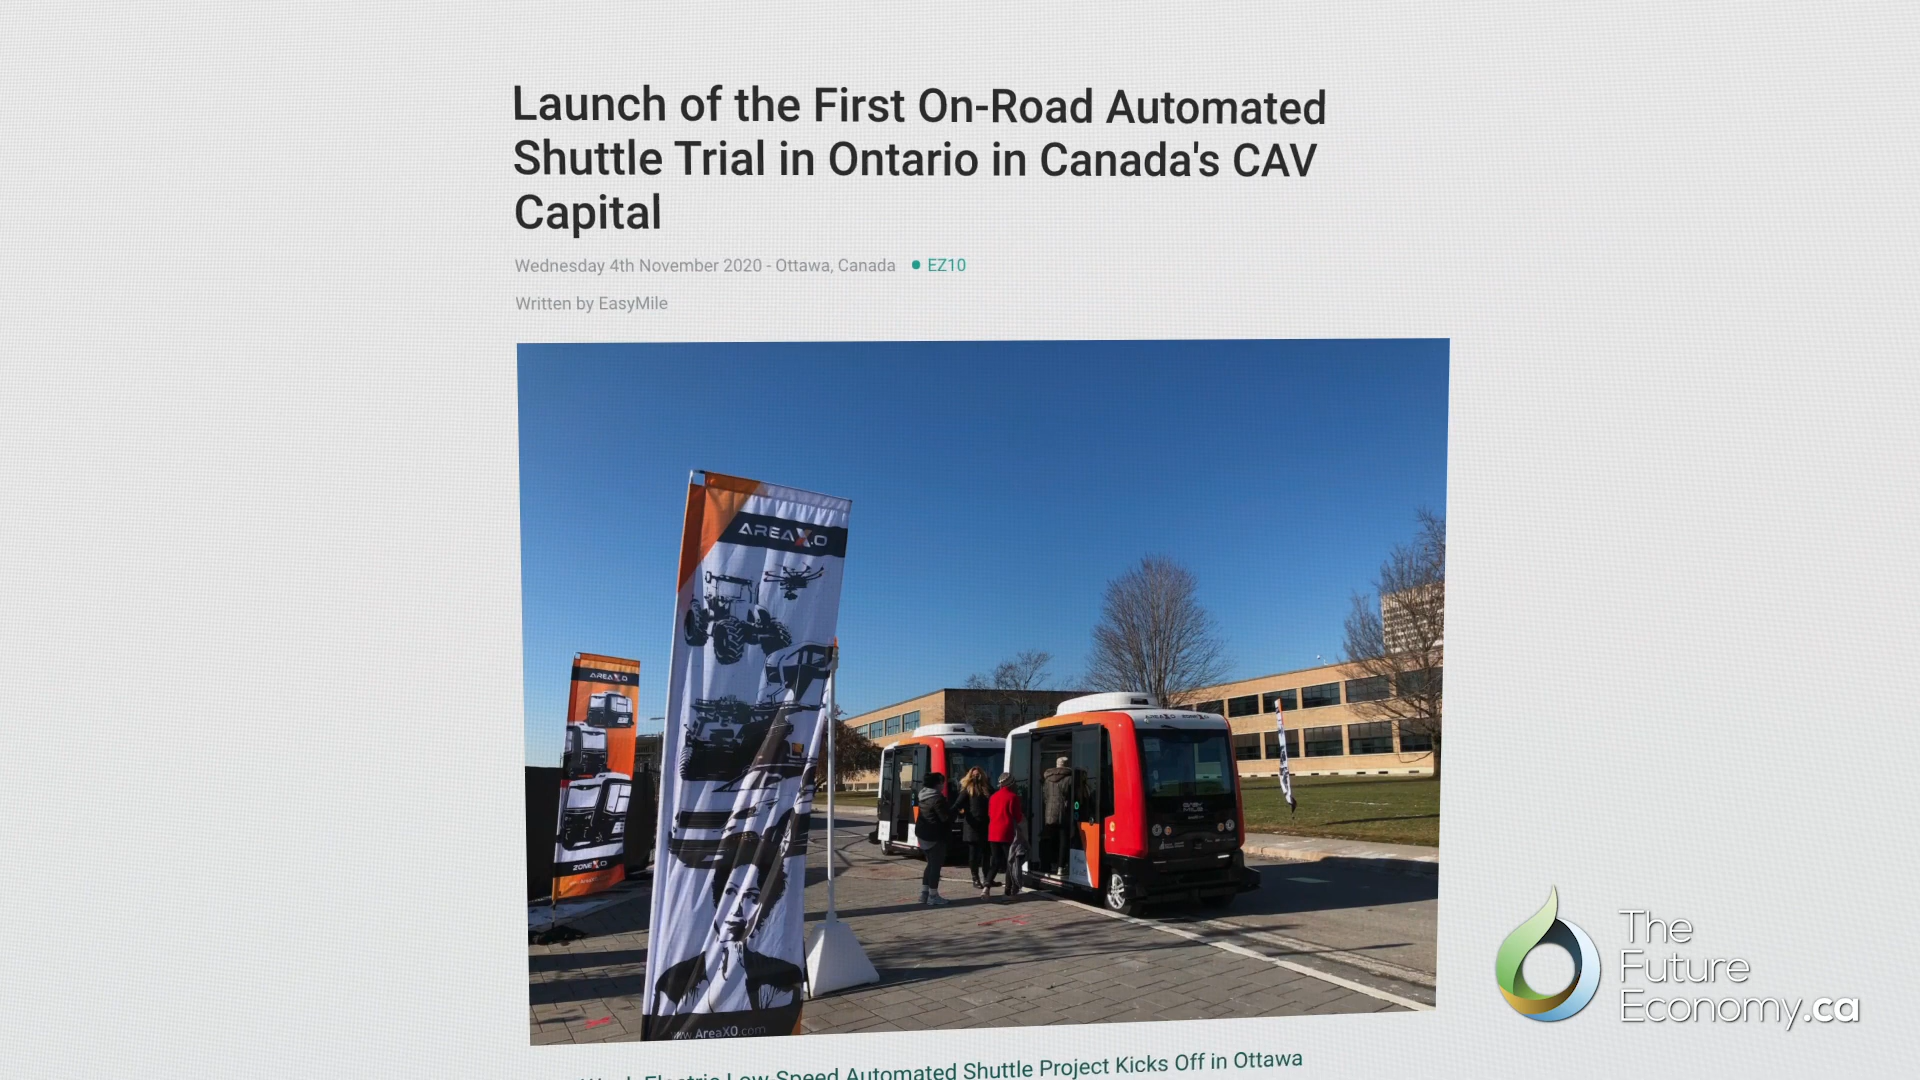 Launch of the First On-Road Automated
Shuttle Trial in Ontario in Canada's CAV
Capital
Wednesday 4th November 2020 - Ottawa, Canada • EZ10
Written by EasyMile
AREAX.O
AREAX.O
ZONEX.O
www.AreaX0.com
Electric Low-Speed Automated Shuttle Project Kicks Off in Ottawa
The
Future
Economy.ca